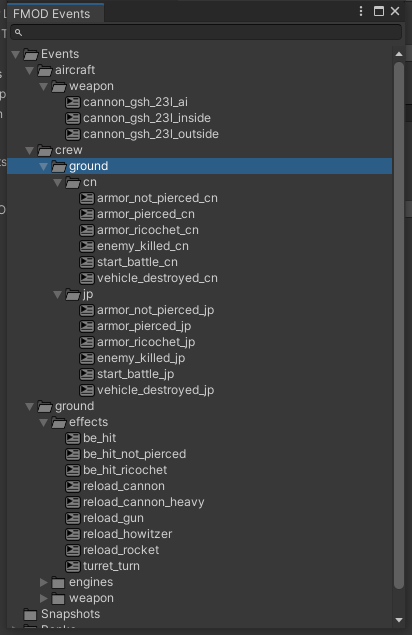 FMOD Events
Events
aircraft
weapon
cannon_gsh_23l_ai
cannon_gsh_23l_inside
cannon_gsh_23l_outside
crew
ground
cn
armor_not_pierced_cn
armor_pierced_cn
armor_ricochet_cn
enemy_killed_cn
start_battle_cn
vehicle_destroyed_cn
jp
armor_not_pierced_jp
armor_pierced_jp
armor_ricochet_jp
enemy_killed_jp
start_battle_jp
vehicle_destroyed_jp
ground
effects
be_hit
be_hit_not_pierced
be_hit_ricochet
reload_cannon
reload_cannon_heavy
reload_gun
reload_howitzer
reload_rocket
turret_turn
engines
weapon
Snapshots